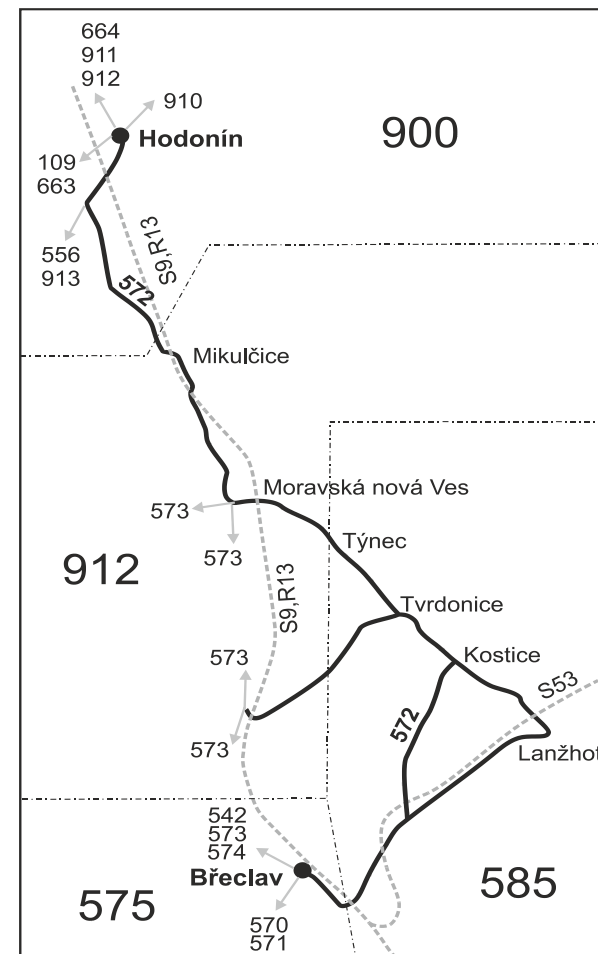 664
911
912
910
Hodonín
900
109
663
556
913
S9,R13
572
Mikulčice
Moravská nová Ves
573
573
Týnec
912
S9,R13
Tvrdonice
573
Kostice
S53
572
573
Lanžhot
542
573
574
Břeclav
585
575
570
571